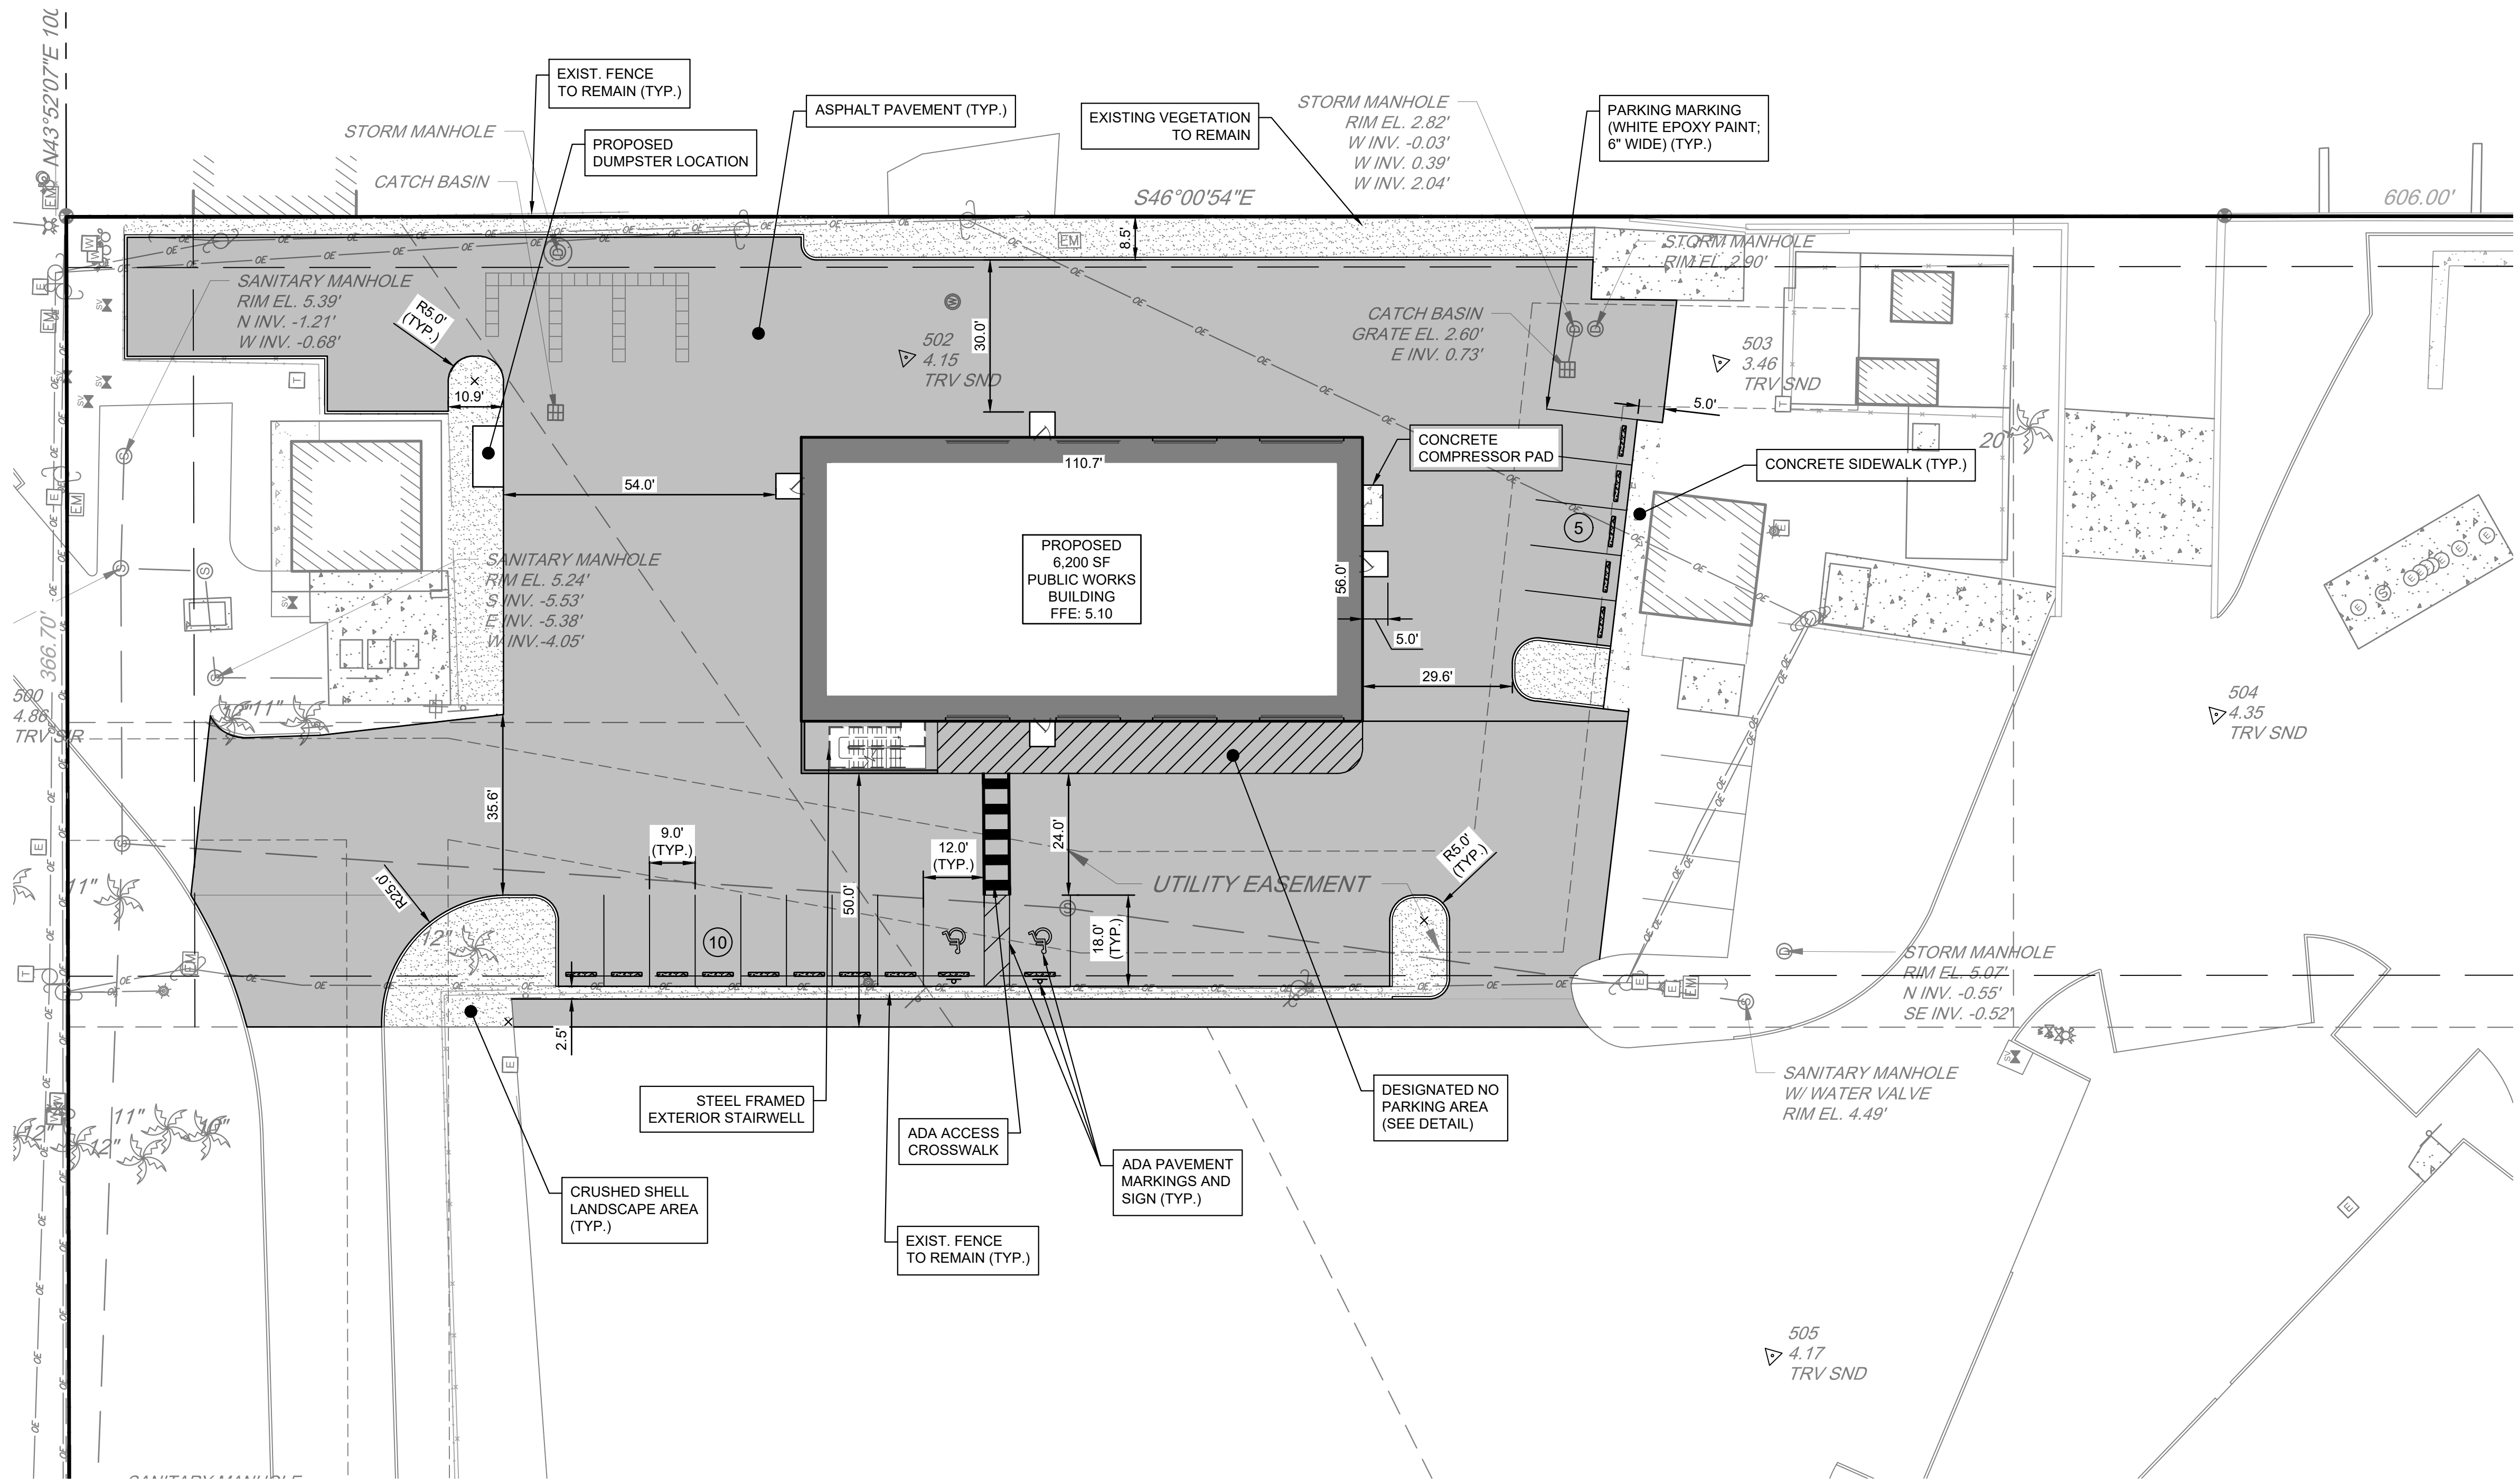 N43°52'07"E 100
EXIST. FENCE
TO REMAIN (TYP.)
STORM MANHOLE
PROPOSED
DUMPSTER LOCATION
CATCH BASIN
ASPHALT PAVEMENT (TYP.)
EXISTING VEGETATION
TO REMAIN
STORM MANHOLE
RIM EL. 2.82'
W INV. -0.03'
W INV. 0.39'
W INV. 2.04'
PARKING MARKING
(WHITE EPOXY PAINT;
6" WIDE) (TYP.)
S46°00'54"E
606.00'
8.5'
EM
STORM MANHOLE
RIM EL. 2.90'
SANITARY MANHOLE
RIM EL. 5.39'
N INV. -1.21'
W INV. -0.68'
R5.0'
(TYP.)
10.9'
502
4.15
TRV SND
30.0'
CATCH BASIN
GRATE EL. 2.60'
E INV. 0.73'
503
3.46
TRV SND
5.0'
20"
110.7'
CONCRETE
COMPRESSOR PAD
CONCRETE SIDEWALK (TYP.)
54.0'
5
PROPOSED
6,200 SF
PUBLIC WORKS
BUILDING
FFE: 5.10
56.0'
5.0'
29.6'
SANITARY MANHOLE
RIM EL. 5.24'
S INV. -5.53'
E INV. -5.38'
W INV.-4.05'
366.70'
500
4.86
11"
504
4.35
TRV SND
35.6'
9.0'
(TYP.)
12.0'
(TYP.)
24.0'
50.0'
R5.0'
(TYP.)
UTILITY EASEMENT
R25.0'
11"
12"
10
18.0'
(TYP.)
2.5'
STORM MANHOLE
RIM EL. 5.07'
N INV. -0.55'
SE INV. -0.52'
SANITARY MANHOLE
W/ WATER VALVE
RIM EL. 4.49'
STEEL FRAMED
EXTERIOR STAIRWELL
ADA ACCESS
CROSSWALK
DESIGNATED NO
PARKING AREA
(SEE DETAIL)
ADA PAVEMENT
MARKINGS AND
SIGN (TYP.)
CRUSHED SHELL
LANDSCAPE AREA
(TYP.)
EXIST. FENCE
TO REMAIN (TYP.)
11"
12"
12"
10"
505
4.17
TRV SND
SANITARY MANHOLE